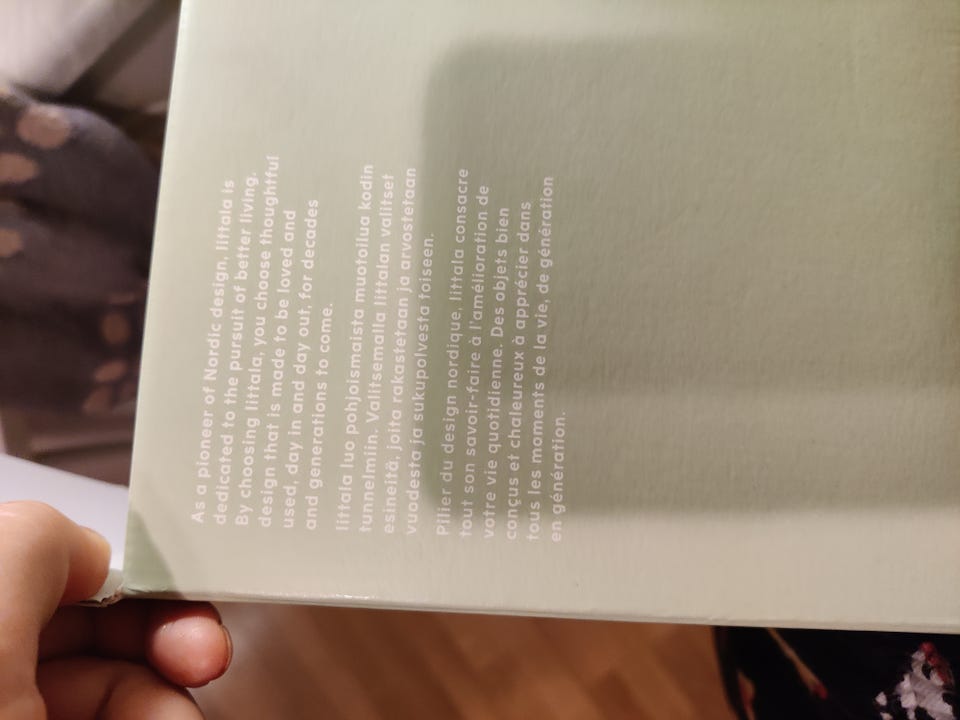 As a pioneer of Nordic design, Iittala is
dedicated to the pursuit of better living.
By choosing Iittala, you choose thoughtful
design that is made to be loved and
used, day in and day out, for decades
and generations to come.
Iittala luo pohjoismaista muotoilua kodin
tunnelmiin. Valitsemalla Iittalan valitset
esineitä, joita rakastetaan ja arvostetaan
vuodesta ja sukupolvesta toiseen.
Pilier du design nordique, Iittala consacre
tout son savoir-faire à l'amélioration de
votre vie quotidienne. Des objets bien
conçus et chaleureux à apprécier dans
tous les moments de la vie, de génération
en génération.